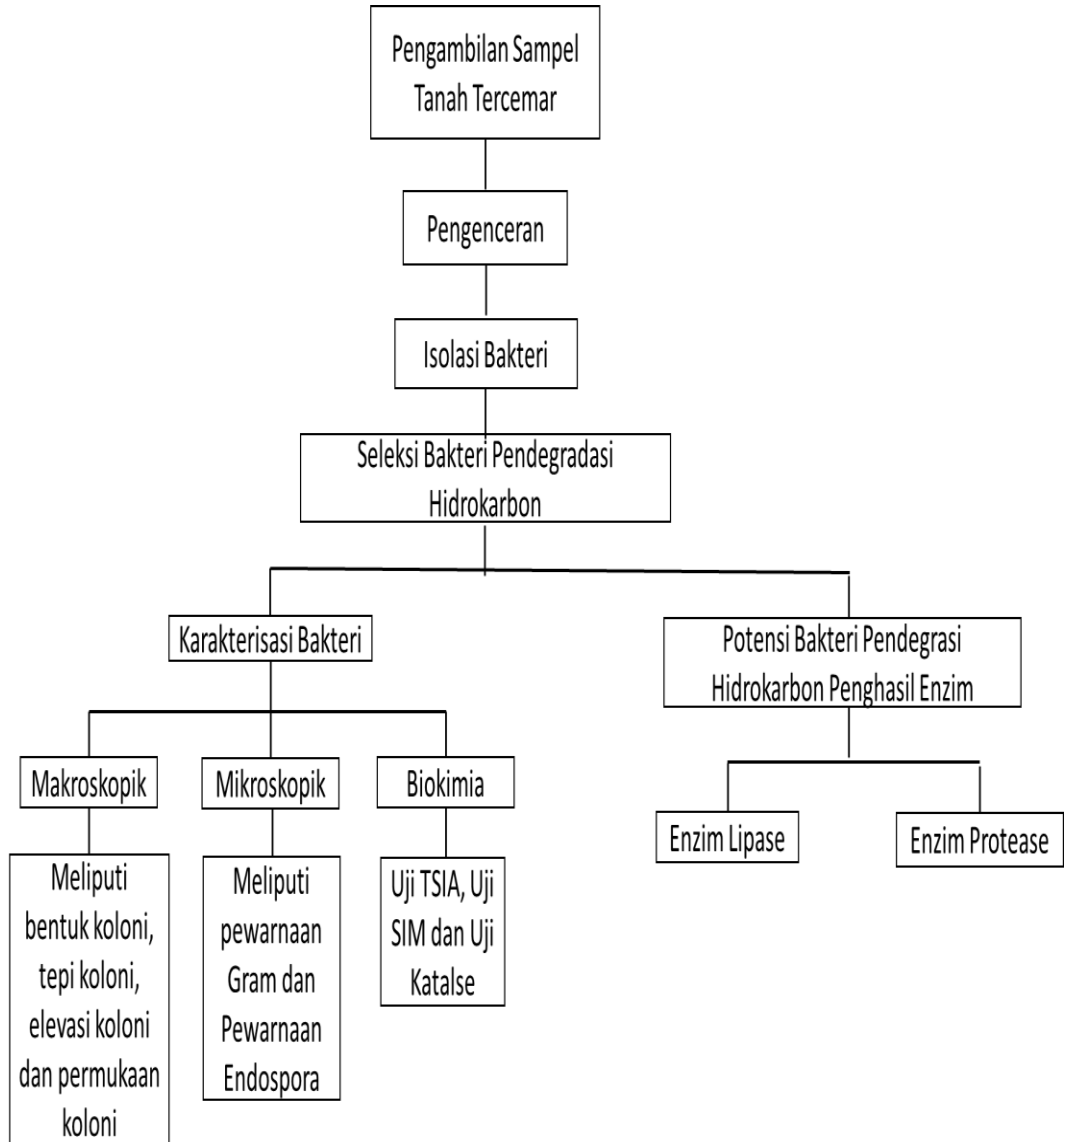 Pengambilan Sampel
Tanah Tercemar
Pengenceran
Isolasi Bakteri
Seleksi Bakteri Pendegradasi
Hidrokarbon
Karakterisasi Bakteri
Potensi Bakteri Pendegrasi
Hidrokarbon Penghasil Enzim
Makroskopik
Mikroskopik
Biokimia
Enzim Lipase
Enzim Protease
Meliputi
bentuk koloni,
tepi koloni,
elevasi koloni
dan permukaan
koloni
Meliputi
pewarnaan
Gram dan
Pewarnaan
Endospora
Uji TSIA, Uji
SIM dan Uji
Katalse